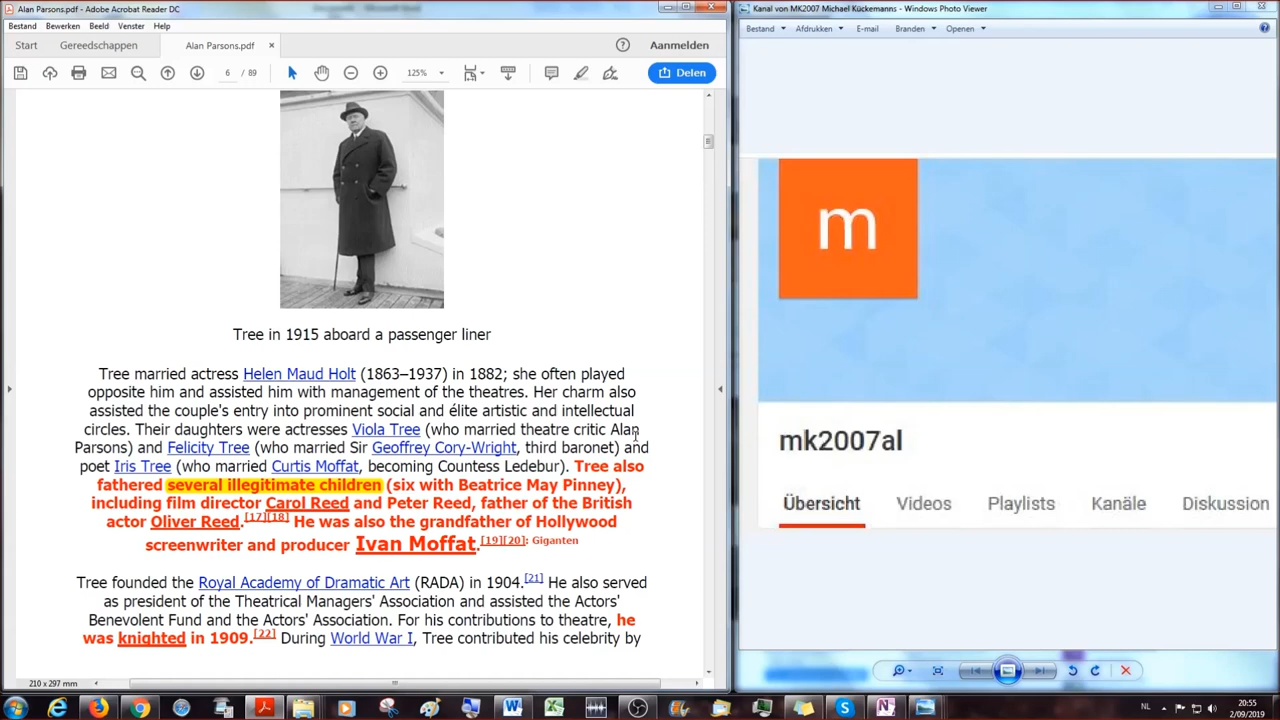 Alan Parsons.pdf - Adobe Acrobat Reader DC
Bestand Bewerken Beeld Venster Help
Start Gereedschappen Alan Parsons.pdf × Aanmelden
6 / 89 125% Delen
Tree in 1915 aboard a passenger liner
Tree married actress Helen Maud Holt (1863–1937) in 1882; she often played
opposite him and assisted him with management of the theatres. Her charm also
assisted the couple's entry into prominent social and élite artistic and intellectual
circles. Their daughters were actresses Viola Tree (who married theatre critic Alan
Parsons) and Felicity Tree (who married Sir Geoffrey Cory-Wright, third baronet) and
poet Iris Tree (who married Curtis Moffat, becoming Countess Ledebur). Tree also
fathered several illegitimate children (six with Beatrice May Pinney),
including film director Carol Reed and Peter Reed, father of the British
actor Oliver Reed.[17][18] He was also the grandfather of Hollywood
screenwriter and producer Ivan Moffat.[19][20]: Giganten
Tree founded the Royal Academy of Dramatic Art (RADA) in 1904.[21] He also served
as president of the Theatrical Managers' Association and assisted the Actors'
Benevolent Fund and the Actors' Association. For his contributions to theatre, he
was knighted in 1909.[22] During World War I, Tree contributed his celebrity by
210 x 297 mm
Kanal von MK2007 Michael Kückemanns - Windows Photo Viewer
Bestand Afdrukken E-mail Branden Openen
m
mk2007al
Übersicht Videos Playlists Kanäle Diskussion
NL 20:55
2/09/2019